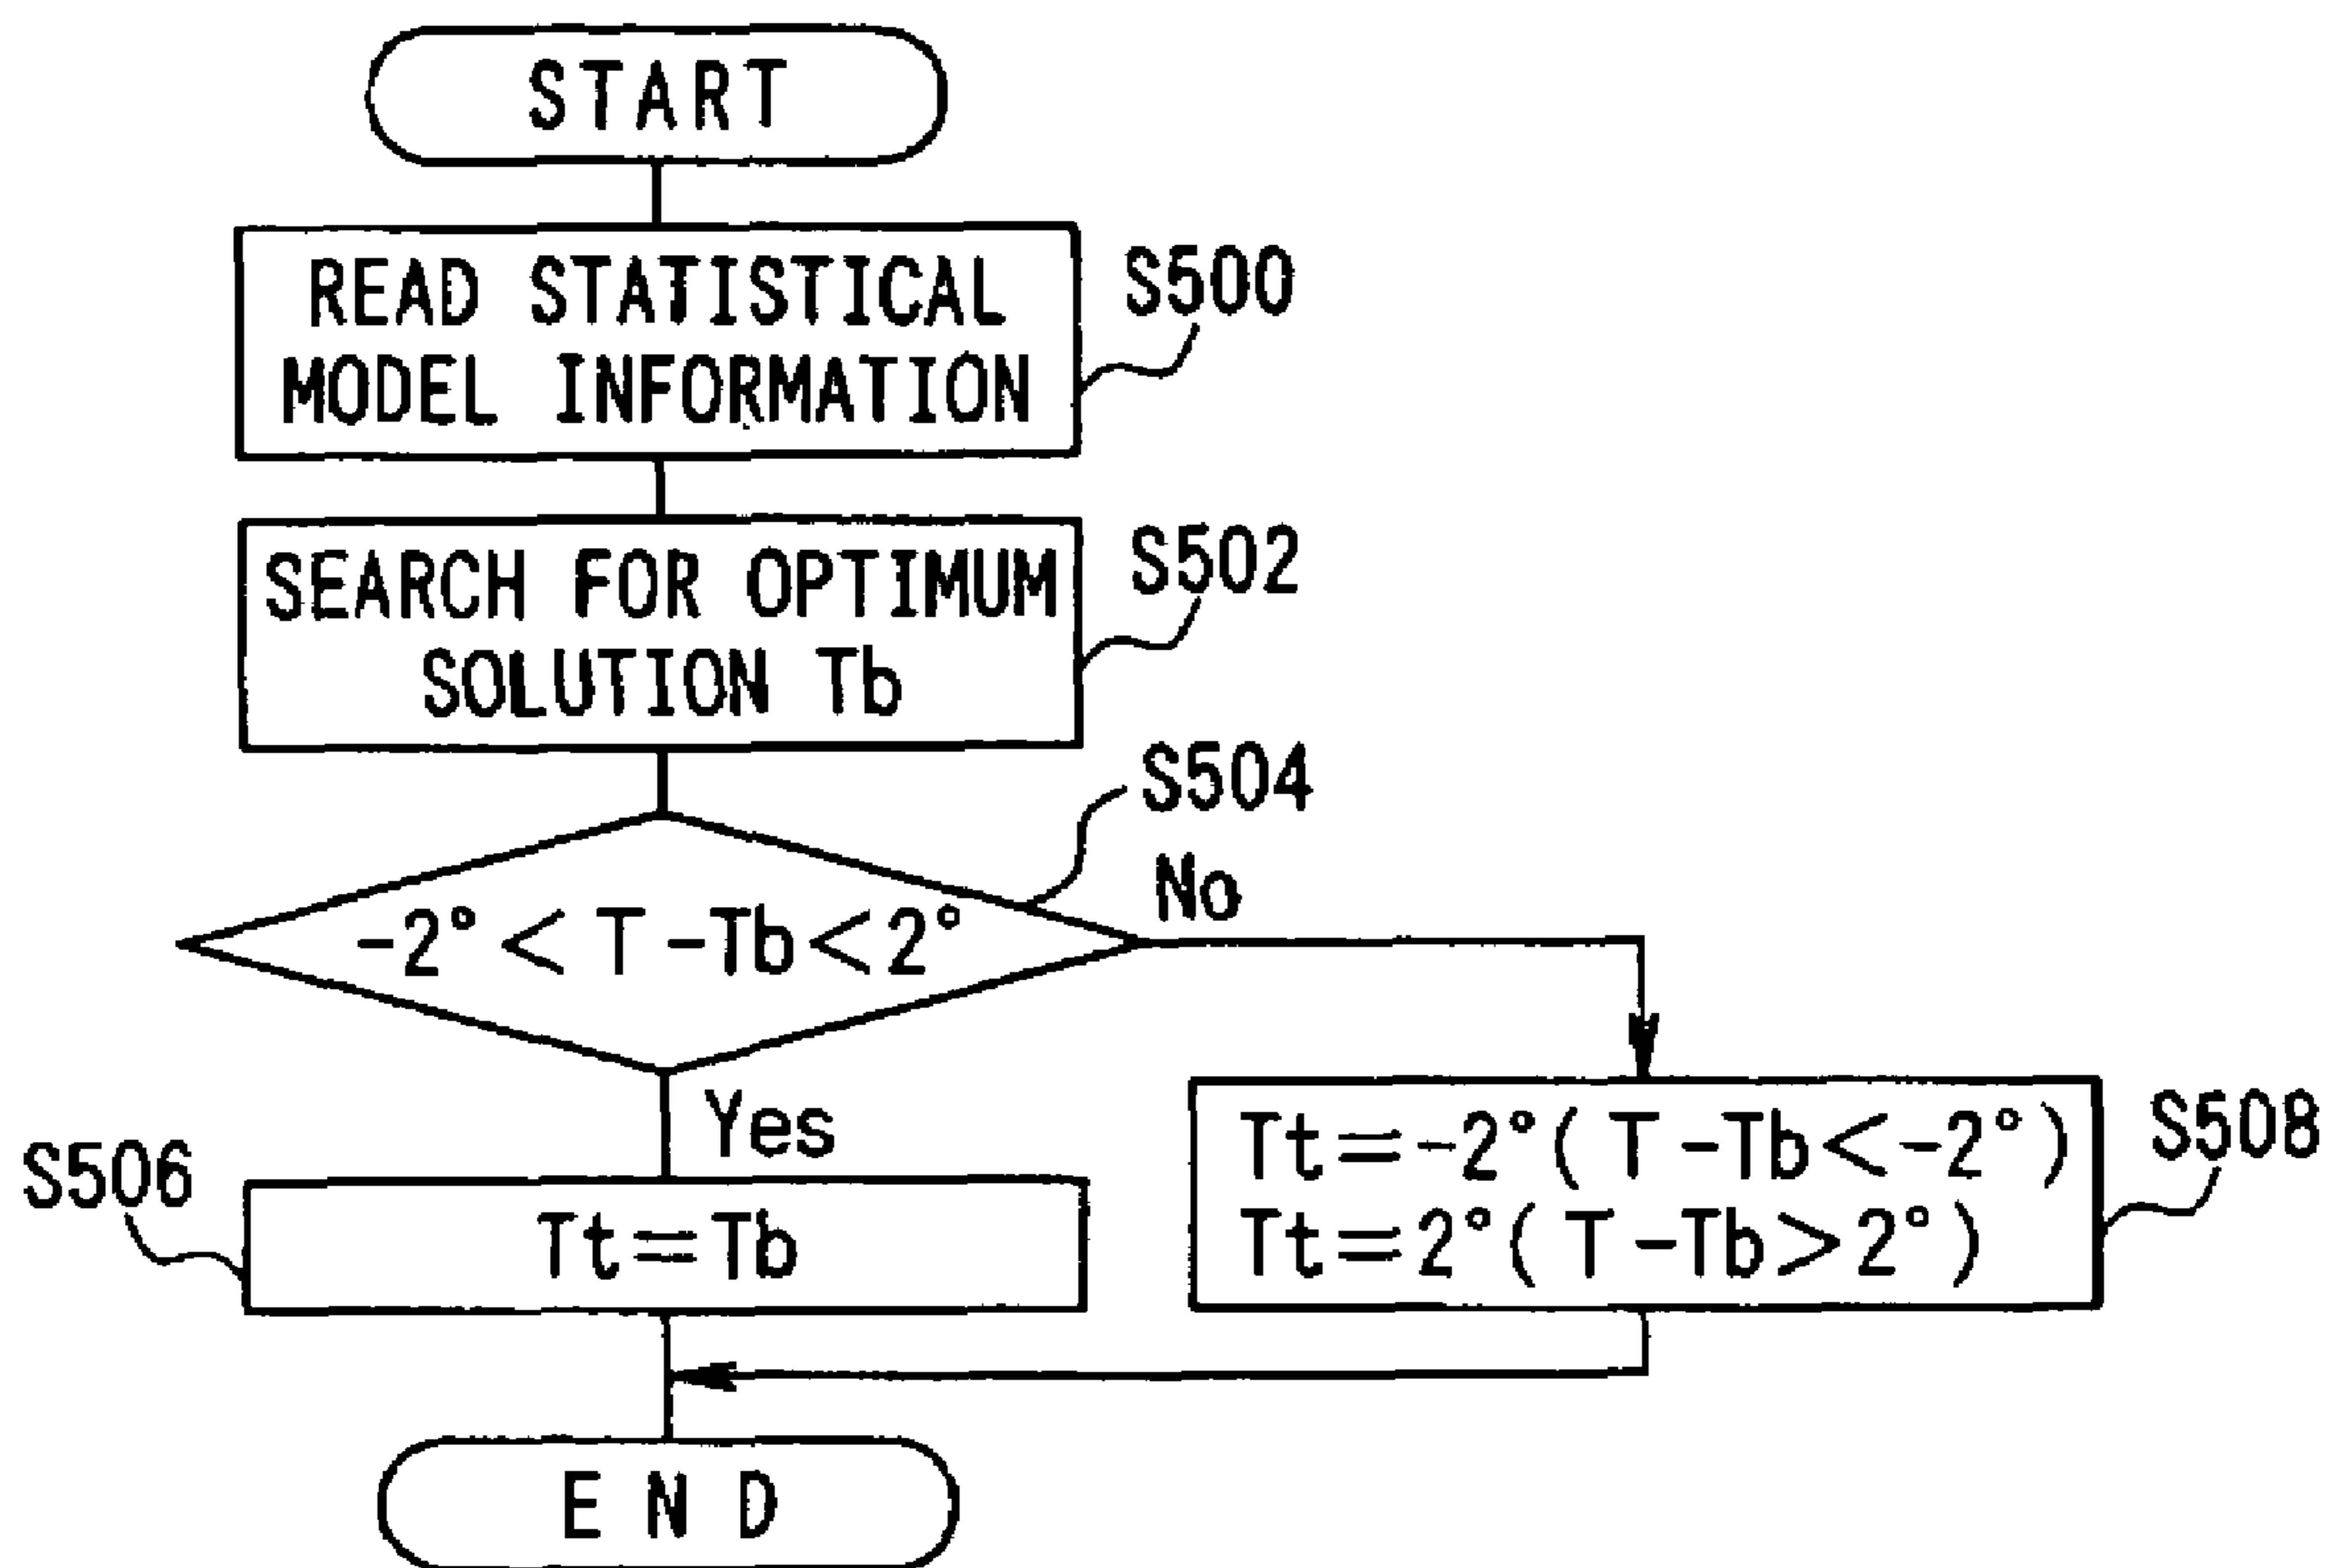 START
READ STATISTICAL
MODEL INFORMATION
S500
SEARCH FOR OPTIMUM
SOLUTION Tb
S502
S504
-2° < T-Tb < 2°
No
Yes
S506
Tt=Tb
Tt=-2°(T-Tb<-2°)
Tt=2°(T-Tb>2°)
S508
END